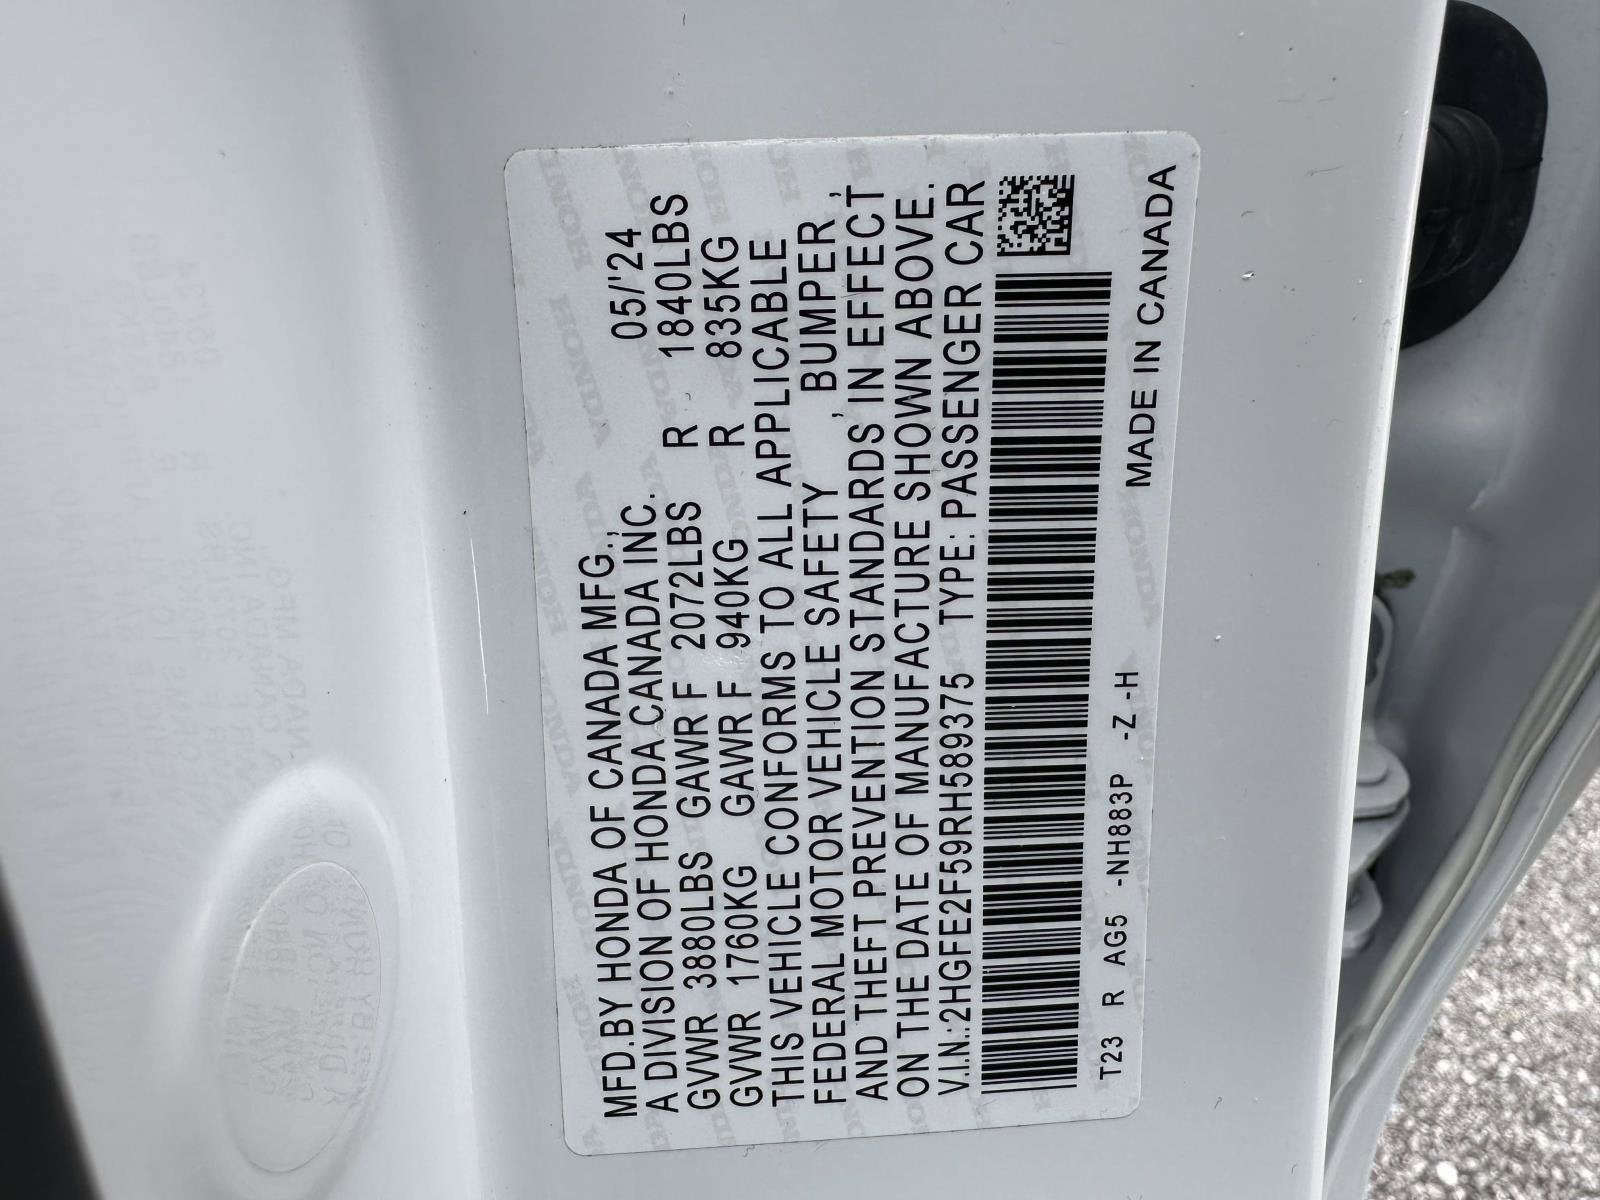 MFD.BY HONDA OF CANADA MFG., 05/'24
A DIVISION OF HONDA CANADA INC.
GVWR 3880LBS GAWR F 2072LBS R 1840LBS
GVWR 1760KG GAWR F 940KG R 835KG
THIS VEHICLE CONFORMS TO ALL APPLICABLE
FEDERAL MOTOR VEHICLE SAFETY , BUMPER ,
AND THEFT PREVENTION STANDARDS IN EFFECT
ON THE DATE OF MANUFACTURE SHOWN ABOVE.
V.I.N.:2HGFE2F59RH589375 TYPE: PASSENGER CAR
T23 R AG5 -NH883P -Z -H MADE IN CANADA